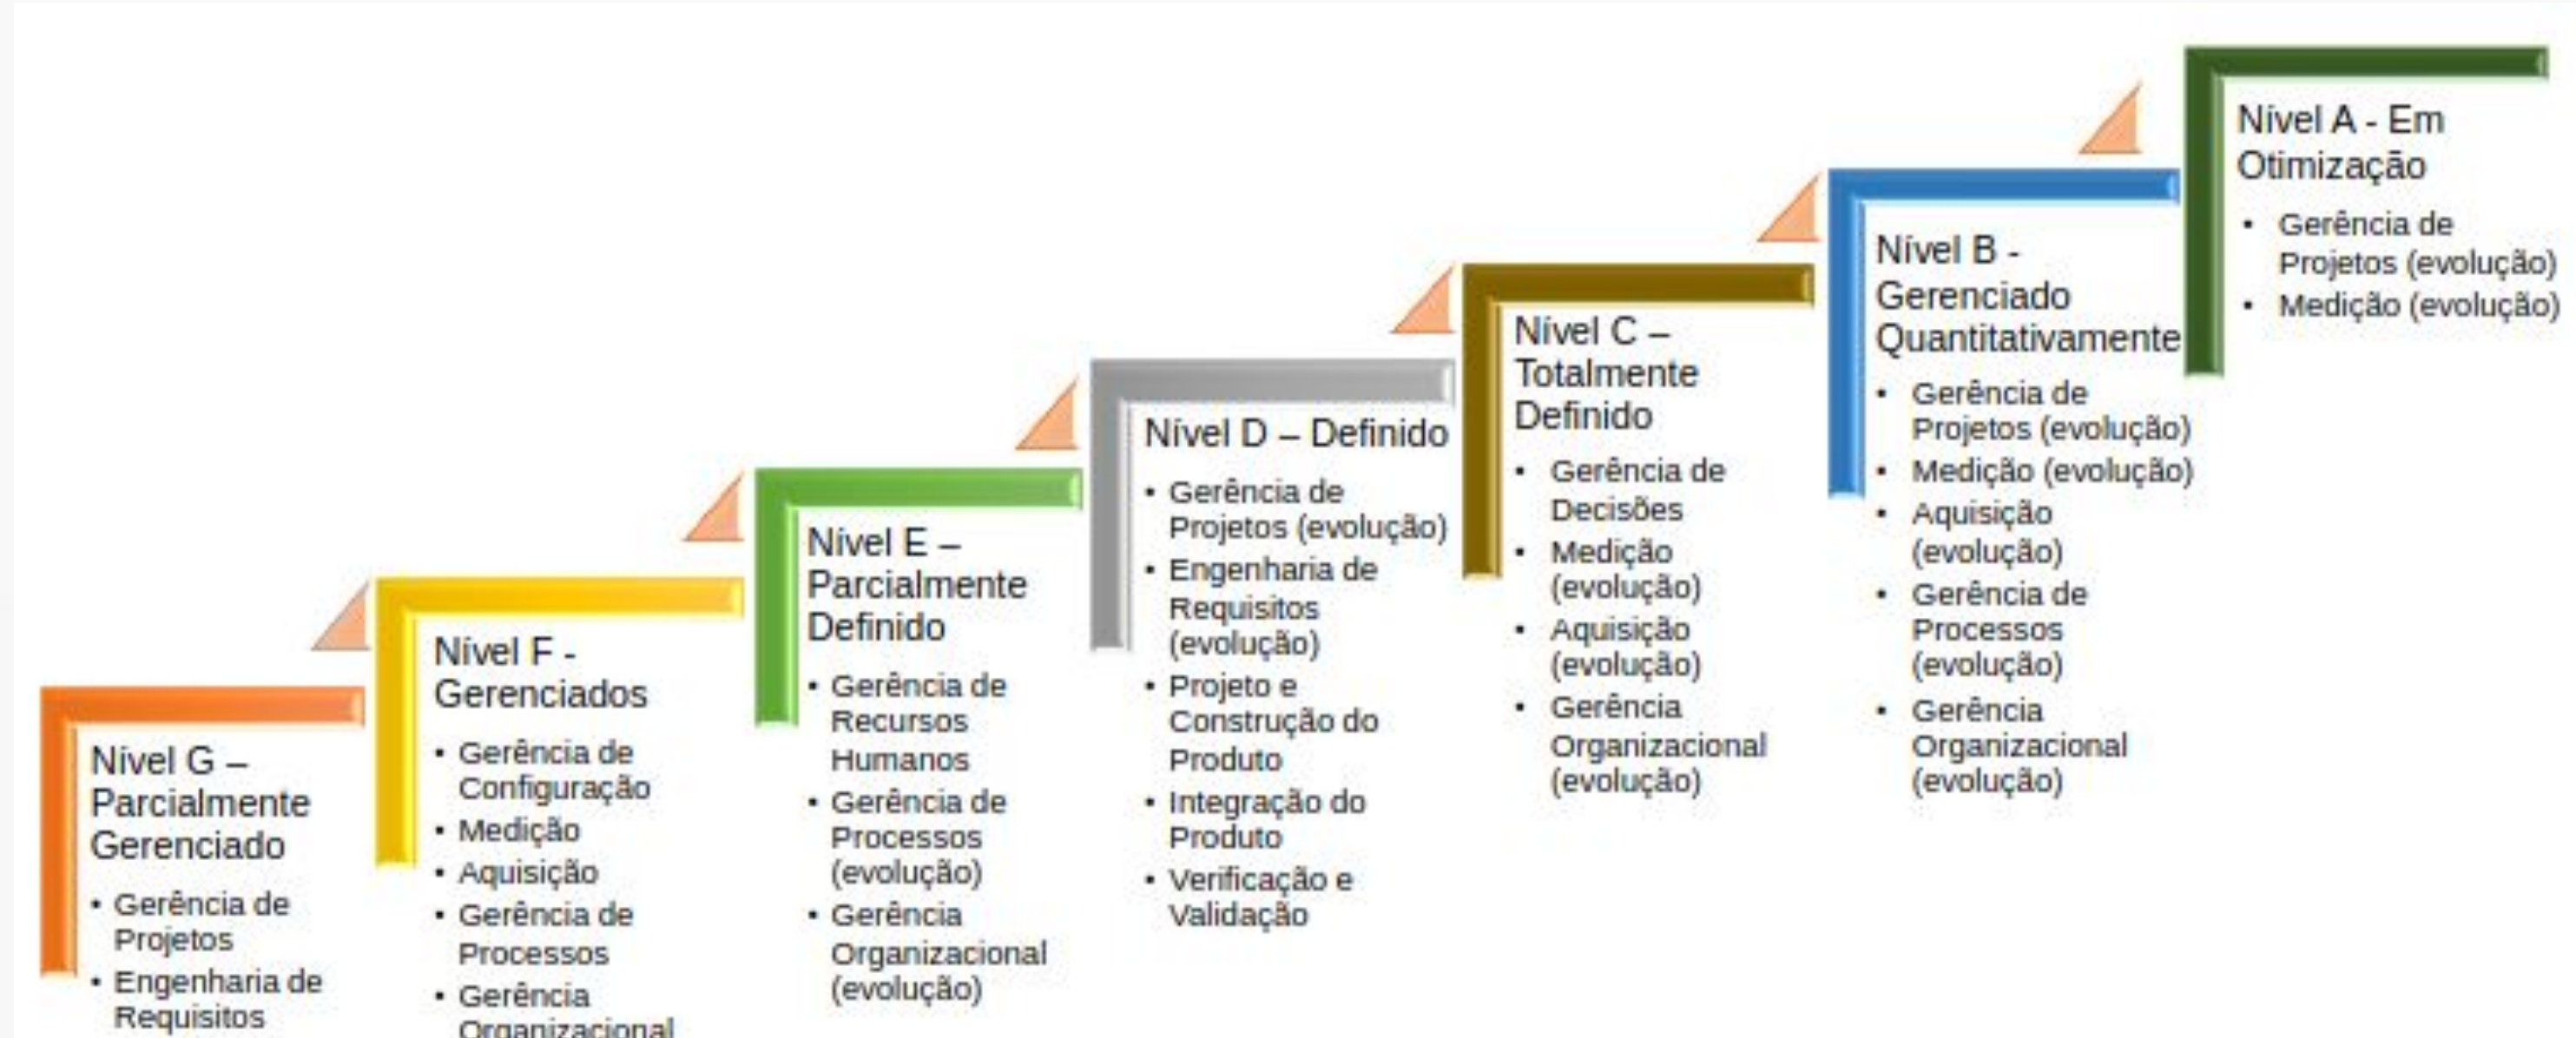 Nível G –
Parcialmente
Gerenciado
• Gerência de
Projetos
• Engenharia de
Requisitos
Nível F -
Gerenciados
• Gerência de
Configuração
• Medição
• Aquisição
• Gerência de
Processos
• Gerência
Organizacional
Nível E –
Parcialmente
Definido
• Gerência de
Recursos
Humanos
• Gerência de
Processos
(evolução)
• Gerência
Organizacional
(evolução)
Nível D – Definido
• Gerência de
Projetos (evolução)
• Engenharia de
Requisitos
(evolução)
• Projeto e
Construção do
Produto
• Integração do
Produto
• Verificação e
Validação
Nível C –
Totalmente
Definido
• Gerência de
Decisões
• Medição
(evolução)
• Aquisição
(evolução)
• Gerência
Organizacional
(evolução)
Nível B -
Gerenciado
Quantitativamente
• Gerência de
Projetos (evolução)
• Medição (evolução)
• Aquisição
(evolução)
• Gerência de
Processos
(evolução)
• Gerência
Organizacional
(evolução)
Nível A - Em
Otimização
• Gerência de
Projetos (evolução)
• Medição (evolução)